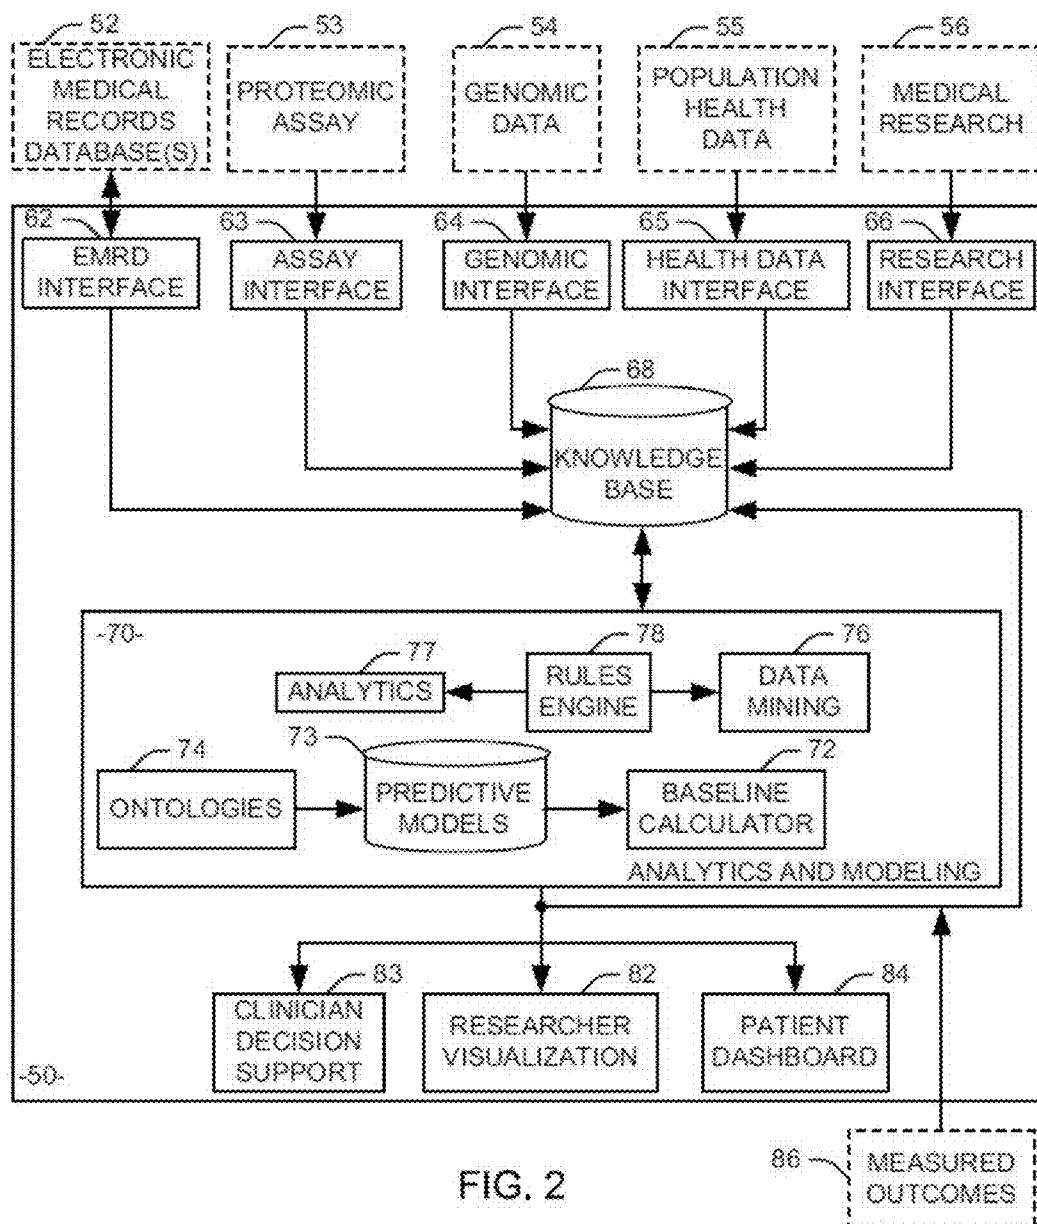 52
53
54
55
56
ELECTRONIC
MEDICAL
RECORDS
DATABASE(S)
PROTEOMIC
ASSAY
GENOMIC
DATA
POPULATION
HEALTH
DATA
MEDICAL
RESEARCH
62
63
64
65
66
EMRD
INTERFACE
ASSAY
INTERFACE
GENOMIC
INTERFACE
HEALTH DATA
INTERFACE
RESEARCH
INTERFACE
68
KNOWLEDGE
BASE
-70-
77
78
76
ANALYTICS
RULES
ENGINE
DATA
MINING
74
73
72
ONTOLOGIES
PREDICTIVE
MODELS
BASELINE
CALCULATOR
ANALYTICS AND MODELING
83
82
84
CLINICIAN
DECISION
SUPPORT
RESEARCHER
VISUALIZATION
PATIENT
DASHBOARD
-50-
86
MEASURED
OUTCOMES
FIG. 2